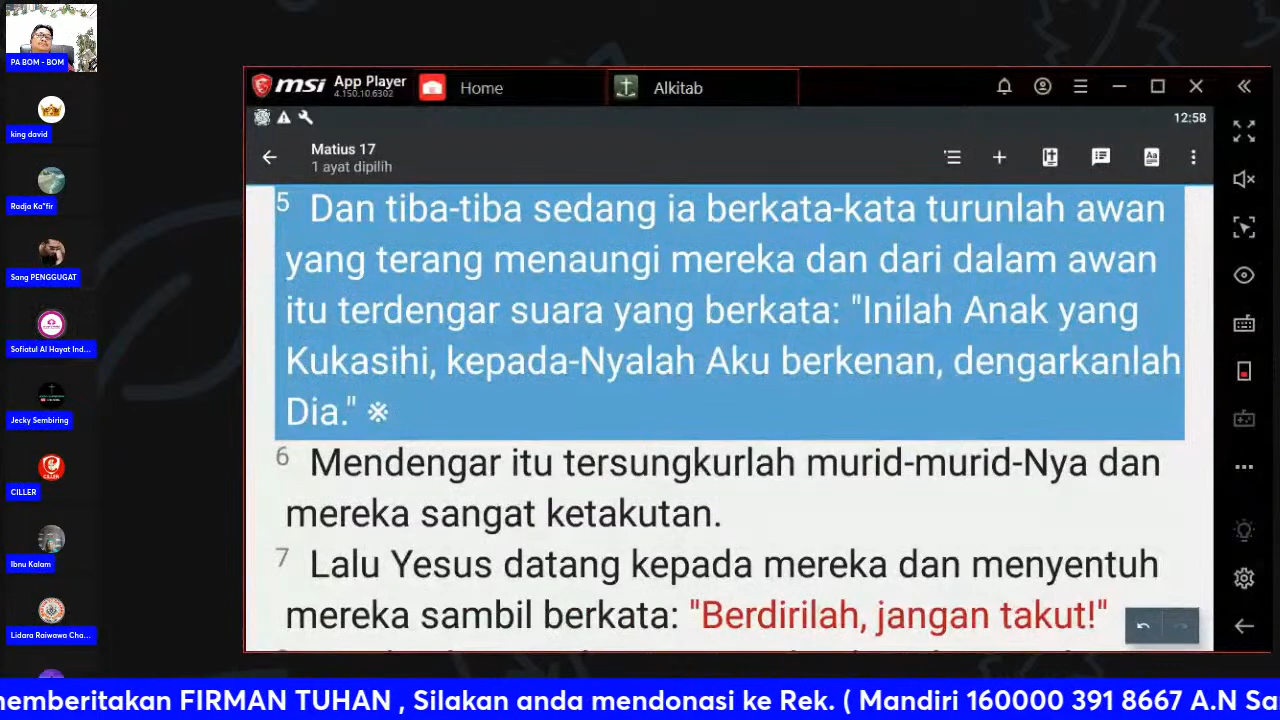 PA BOM - BOM
king david
Radja Ka"fir
Sang PENGGUGAT
Sofiatul Al Hayat Ind...
Jecky Sembiring
CILLER
Ibnu Kalam
Lidara Raiwawa Cha...
msi App Player
4.150.10.6302
Home
Alkitab
12:58
Matius 17
1 ayat dipilih
5 Dan tiba-tiba sedang ia berkata-kata turunlah awan
yang terang menaungi mereka dan dari dalam awan
itu terdengar suara yang berkata: "Inilah Anak yang
Kukasihi, kepada-Nyalah Aku berkenan, dengarkanlah
Dia." ※
6 Mendengar itu tersungkurlah murid-murid-Nya dan
mereka sangat ketakutan.
7 Lalu Yesus datang kepada mereka dan menyentuh
mereka sambil berkata: "Berdirilah, jangan takut!"
memberitakan FIRMAN TUHAN , Silakan anda mendonasi ke Rek. ( Mandiri 160000 391 8667 A.N Sa